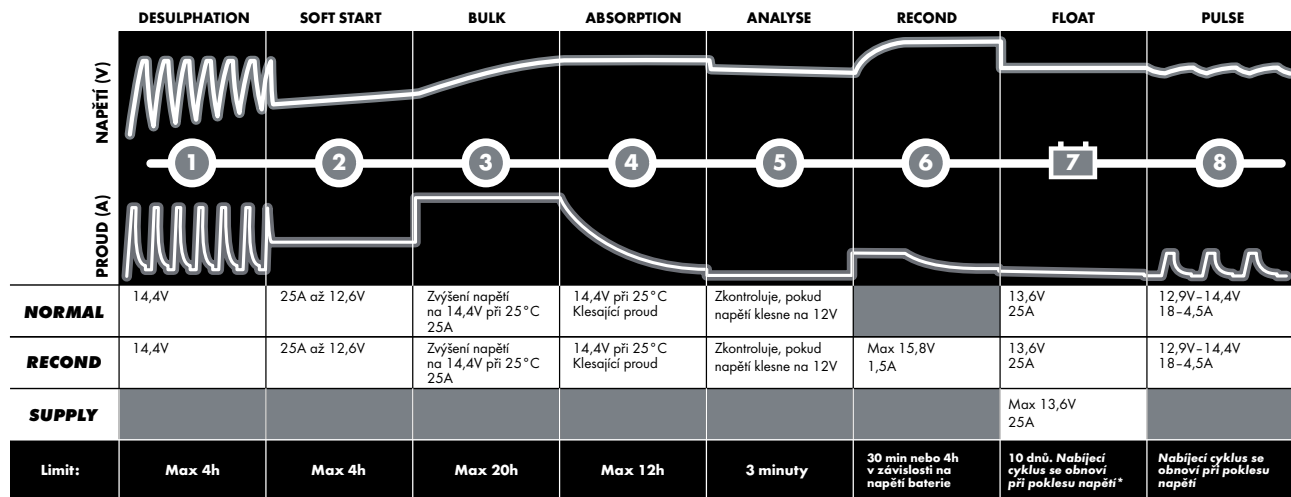 DESULPHATION SOFT START BULK ABSORPTION ANALYSE RECOND FLOAT PULSE
NAPĚTÍ (V)
1 2 3 4 5 6 7 8
PROUD (A)
NORMAL
14,4V
25A až 12,6V
Zvýšení napětí
na 14,4V při 25°C
25A
14,4V při 25°C
Klesající proud
Zkontroluje, pokud
napětí klesne na 12V
13,6V
25A
12,9V–14,4V
18–4,5A
RECOND
14,4V
25A až 12,6V
Zvýšení napětí
na 14,4V při 25°C
25A
14,4V při 25°C
Klesající proud
Zkontroluje, pokud
napětí klesne na 12V
Max 15,8V
1,5A
13,6V
25A
12,9V–14,4V
18–4,5A
SUPPLY
Max 13,6V
25A
Limit:
Max 4h
Max 4h
Max 20h
Max 12h
3 minuty
30 min nebo 4h
v závislosti na
napětí baterie
10 dnů. Nabíjecí
cyklus se obnoví
při poklesu napětí*
Nabíjecí cyklus se
obnoví při poklesu
napětí